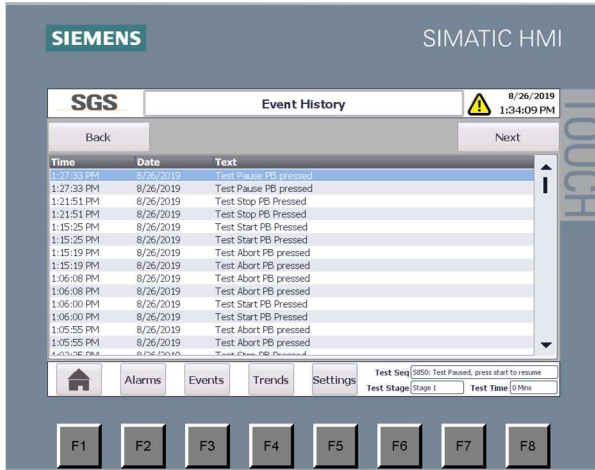 SIEMENS
SIMATIC HMI
TOUCH
SGS
Event History
8/26/2019
1:34:09 PM
Back
Next
Time Date Text
1:27:33 PM 8/26/2019 Test Pause PB pressed
1:27:33 PM 8/26/2019 Test Pause PB pressed
1:21:51 PM 8/26/2019 Test Stop PB Pressed
1:21:51 PM 8/26/2019 Test Stop PB Pressed
1:15:25 PM 8/26/2019 Test Start PB Pressed
1:15:25 PM 8/26/2019 Test Start PB Pressed
1:15:19 PM 8/26/2019 Test Abort PB pressed
1:15:19 PM 8/26/2019 Test Abort PB pressed
1:06:08 PM 8/26/2019 Test Abort PB pressed
1:06:08 PM 8/26/2019 Test Abort PB pressed
1:06:00 PM 8/26/2019 Test Start PB Pressed
1:06:00 PM 8/26/2019 Test Start PB Pressed
1:05:55 PM 8/26/2019 Test Abort PB pressed
1:05:55 PM 8/26/2019 Test Abort PB pressed
8/26/2019 Test Stop PB Pressed
Alarms Events Trends Settings
Test Seq S850: Test Paused, press start to resume
Test Stage Stage 1 Test Time 0 Mins
F1 F2 F3 F4 F5 F6 F7 F8